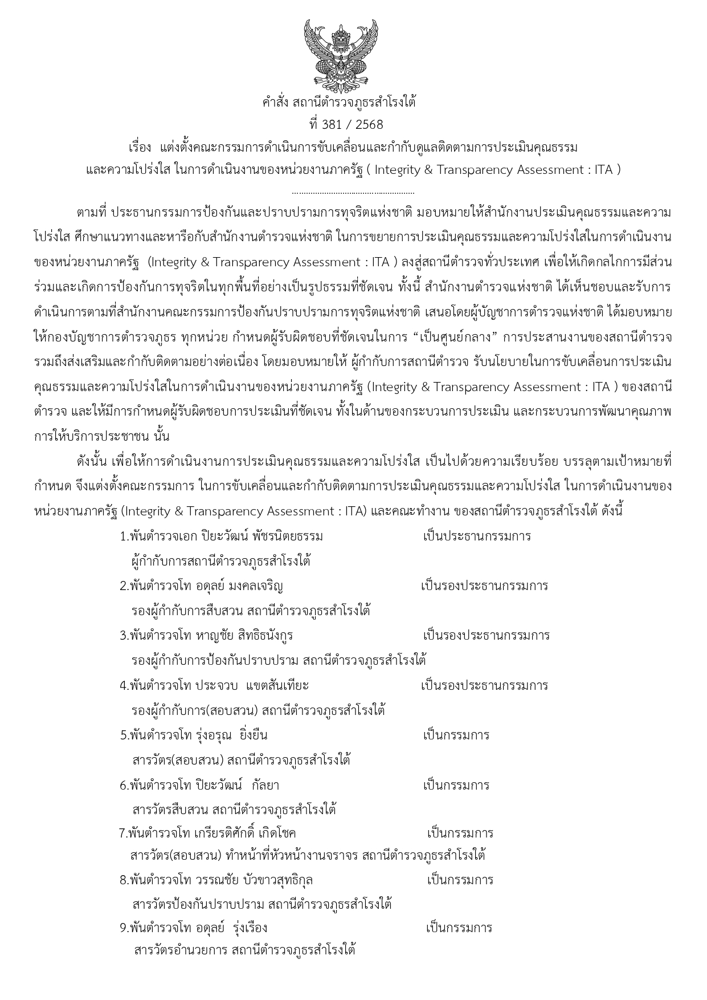 คำสั่ง สถานีตำรวจภูธรสำโรงใต้
ที่ 381 / 2568
เรื่อง  แต่งตั้งคณะกรรมการดำเนินการขับเคลื่อนและกำกับดูแลติดตามการประเมินคุณธรรม
และความโปร่งใส ในการดำเนินงานของหน่วยงานภาครัฐ ( Integrity & Transparency Assessment : ITA )
......................................................
ตามที่ ประธานกรรมการป้องกันและปราบปรามการทุจริตแห่งชาติ มอบหมายให้สำนักงานประเมินคุณธรรมและความ
โปร่งใส ศึกษาแนวทางและหารือกับสำนักงานตำรวจแห่งชาติ ในการขยายการประเมินคุณธรรมและความโปร่งใสในการดำเนินงาน
ของหน่วยงานภาครัฐ  (Integrity & Transparency Assessment : ITA ) ลงสู่สถานีตำรวจทั่วประเทศ เพื่อให้เกิดกลไกการมีส่วน
ร่วมและเกิดการป้องกันการทุจริตในทุกพื้นที่อย่างเป็นรูปธรรมที่ชัดเจน ทั้งนี้ สำนักงานตำรวจแห่งชาติ ได้เห็นชอบและรับการ
ดำเนินการตามที่สำนักงานคณะกรรมการป้องกันปราบปรามการทุจริตแห่งชาติ เสนอโดยผู้บัญชาการตำรวจแห่งชาติ ได้มอบหมาย
ให้กองบัญชาการตำรวจภูธร ทุกหน่วย กำหนดผู้รับผิดชอบที่ชัดเจนในการ “เป็นศูนย์กลาง” การประสานงานของสถานีตำรวจ
รวมถึงส่งเสริมและกำกับติดตามอย่างต่อเนื่อง โดยมอบหมายให้ ผู้กำกับการสถานีตำรวจ รับนโยบายในการขับเคลื่อนการประเมิน
คุณธรรมและความโปร่งใสในการดำเนินงานของหน่วยงานภาครัฐ (Integrity & Transparency Assessment : ITA ) ของสถานี
ตำรวจ และให้มีการกำหนดผู้รับผิดชอบการประเมินที่ชัดเจน ทั้งในด้านของกระบวนการประเมิน และกระบวนการพัฒนาคุณภาพ
การให้บริการประชาชน นั้น
ดังนั้น เพื่อให้การดำเนินงานการประเมินคุณธรรมและความโปร่งใส เป็นไปด้วยความเรียบร้อย บรรลุตามเป้าหมายที่
กำหนด จึงแต่งตั้งคณะกรรมการ ในการขับเคลื่อนและกำกับติดตามการประเมินคุณธรรมและความโปร่งใส ในการดำเนินงานของ
หน่วยงานภาครัฐ (Integrity & Transparency Assessment : ITA) และคณะทำงาน ของสถานีตำรวจภูธรสำโรงใต้ ดังนี้
1.พันตำรวจเอก ปิยะวัฒน์ พัชรนิตยธรรม เป็นประธานกรรมการ
ผู้กำกับการสถานีตำรวจภูธรสำโรงใต้
2.พันตำรวจโท อดุลย์ มงคลเจริญ เป็นรองประธานกรรมการ
รองผู้กำกับการสืบสวน สถานีตำรวจภูธรสำโรงใต้
3.พันตำรวจโท หาญชัย สิทธิธนังกูร เป็นรองประธานกรรมการ
รองผู้กำกับการป้องกันปราบปราม สถานีตำรวจภูธรสำโรงใต้
4.พันตำรวจโท ประจวบ  แขตสันเทียะ เป็นรองประธานกรรมการ
รองผู้กำกับการ(สอบสวน) สถานีตำรวจภูธรสำโรงใต้
5.พันตำรวจโท รุ่งอรุณ  ยิ่งยืน เป็นกรรมการ
สารวัตร(สอบสวน) สถานีตำรวจภูธรสำโรงใต้
6.พันตำรวจโท ปิยะวัฒน์  กัลยา เป็นกรรมการ
สารวัตรสืบสวน สถานีตำรวจภูธรสำโรงใต้
7.พันตำรวจโท เกรียรติศักดิ์ เกิดโชค เป็นกรรมการ
สารวัตร(สอบสวน) ทำหน้าที่หัวหน้างานจราจร สถานีตำรวจภูธรสำโรงใต้
8.พันตำรวจโท วรรณชัย บัวขาวสุทธิกุล เป็นกรรมการ
สารวัตรป้องกันปราบปราม สถานีตำรวจภูธรสำโรงใต้
9.พันตำรวจโท อดุลย์  รุ่งเรือง เป็นกรรมการ
สารวัตรอำนวยการ สถานีตำรวจภูธรสำโรงใต้